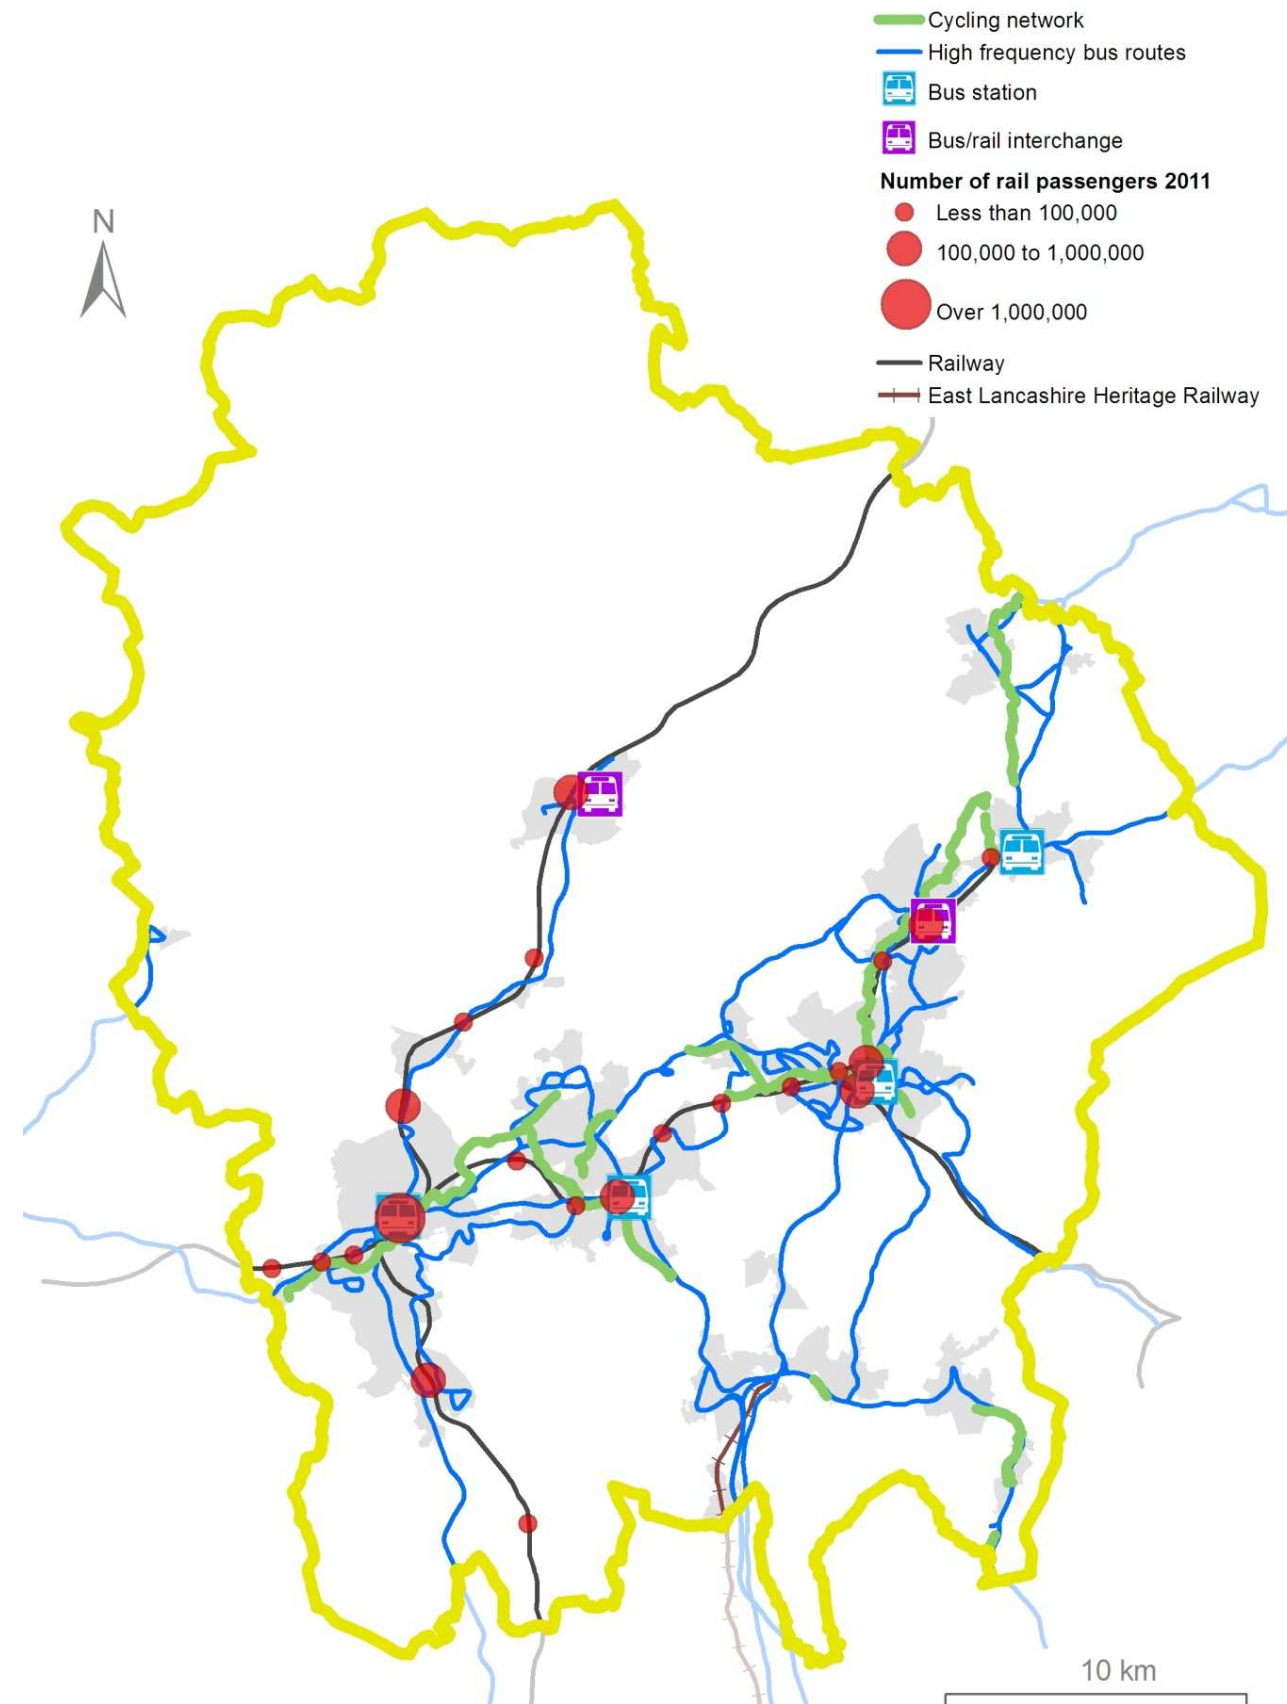 Cycling network
High frequency bus routes
Bus station
Bus/rail interchange
Number of rail passengers 2011
Less than 100,000
100,000 to 1,000,000
Over 1,000,000
Railway
East Lancashire Heritage Railway
N
10 km